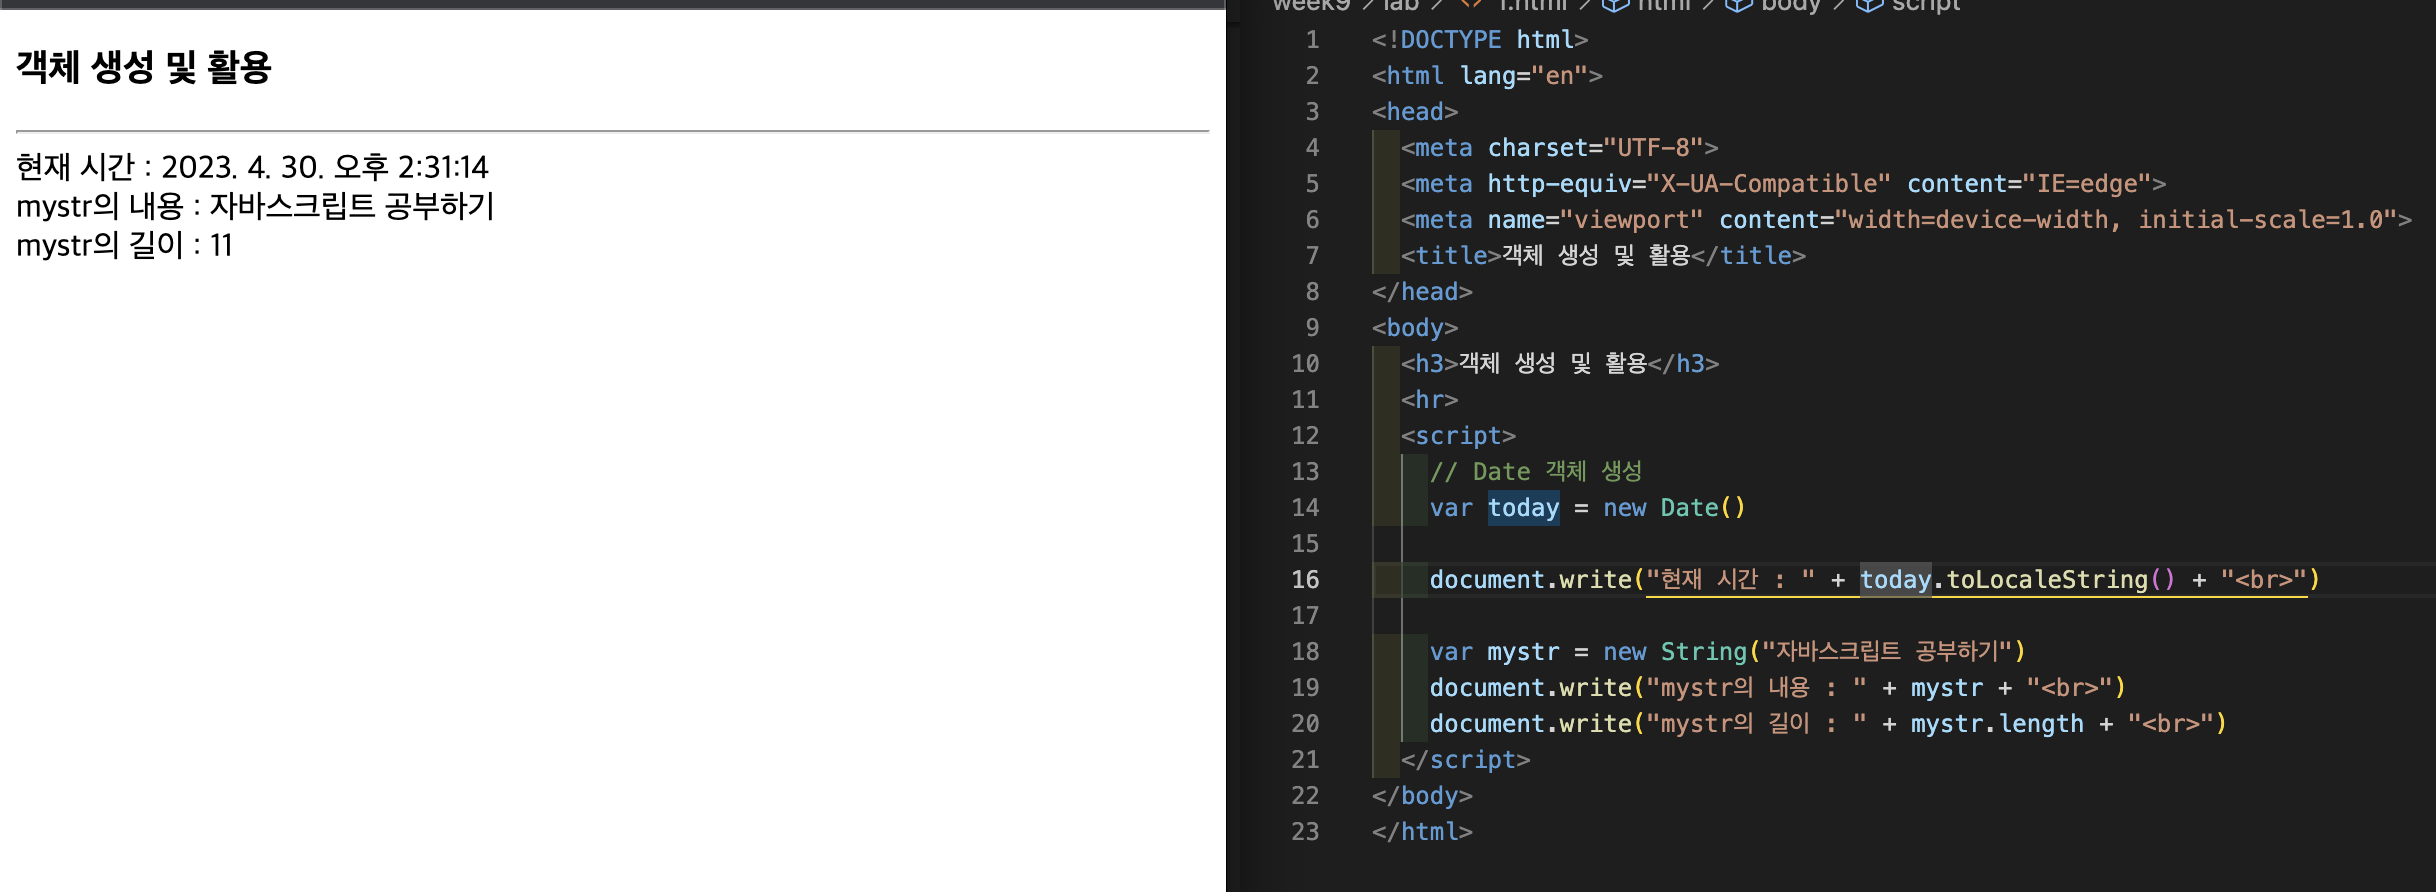 객체 생성 및 활용
현재 시간 : 2023. 4. 30. 오후 2:31:14
mystr의 내용 : 자바스크립트 공부하기
mystr의 길이 : 11
week9 / lab / <> 1.html / html / body / script
1 <!DOCTYPE html>
2 <html lang="en">
3 <head>
4 <meta charset="UTF-8">
5 <meta http-equiv="X-UA-Compatible" content="IE=edge">
6 <meta name="viewport" content="width=device-width, initial-scale=1.0">
7 <title>객체 생성 및 활용</title>
8 </head>
9 <body>
10 <h3>객체 생성 및 활용</h3>
11 <hr>
12 <script>
13 // Date 객체 생성
14 var today = new Date()
15
16 document.write("현재 시간 : " + today.toLocaleString() + "<br>")
17
18 var mystr = new String("자바스크립트 공부하기")
19 document.write("mystr의 내용 : " + mystr + "<br>")
20 document.write("mystr의 길이 : " + mystr.length + "<br>")
21 </script>
22 </body>
23 </html>